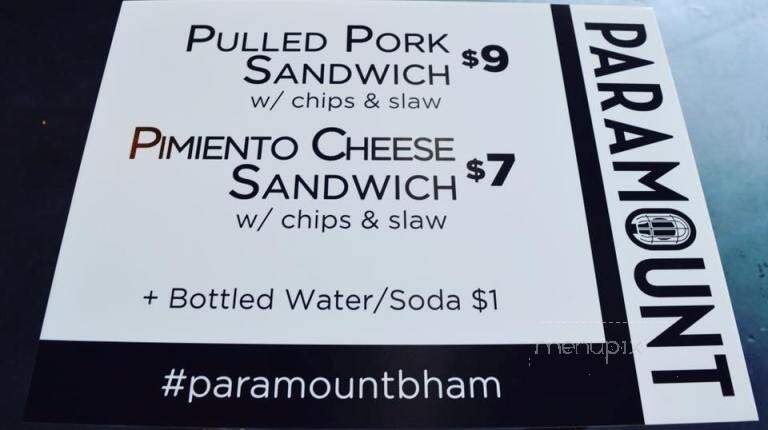 PULLED PORK
SANDWICH $9
w/ chips & slaw
PIMIENTO CHEESE
SANDWICH $7
w/ chips & slaw
+ Bottled Water/Soda $1
#paramountbham
PARAMOUNT
menupix